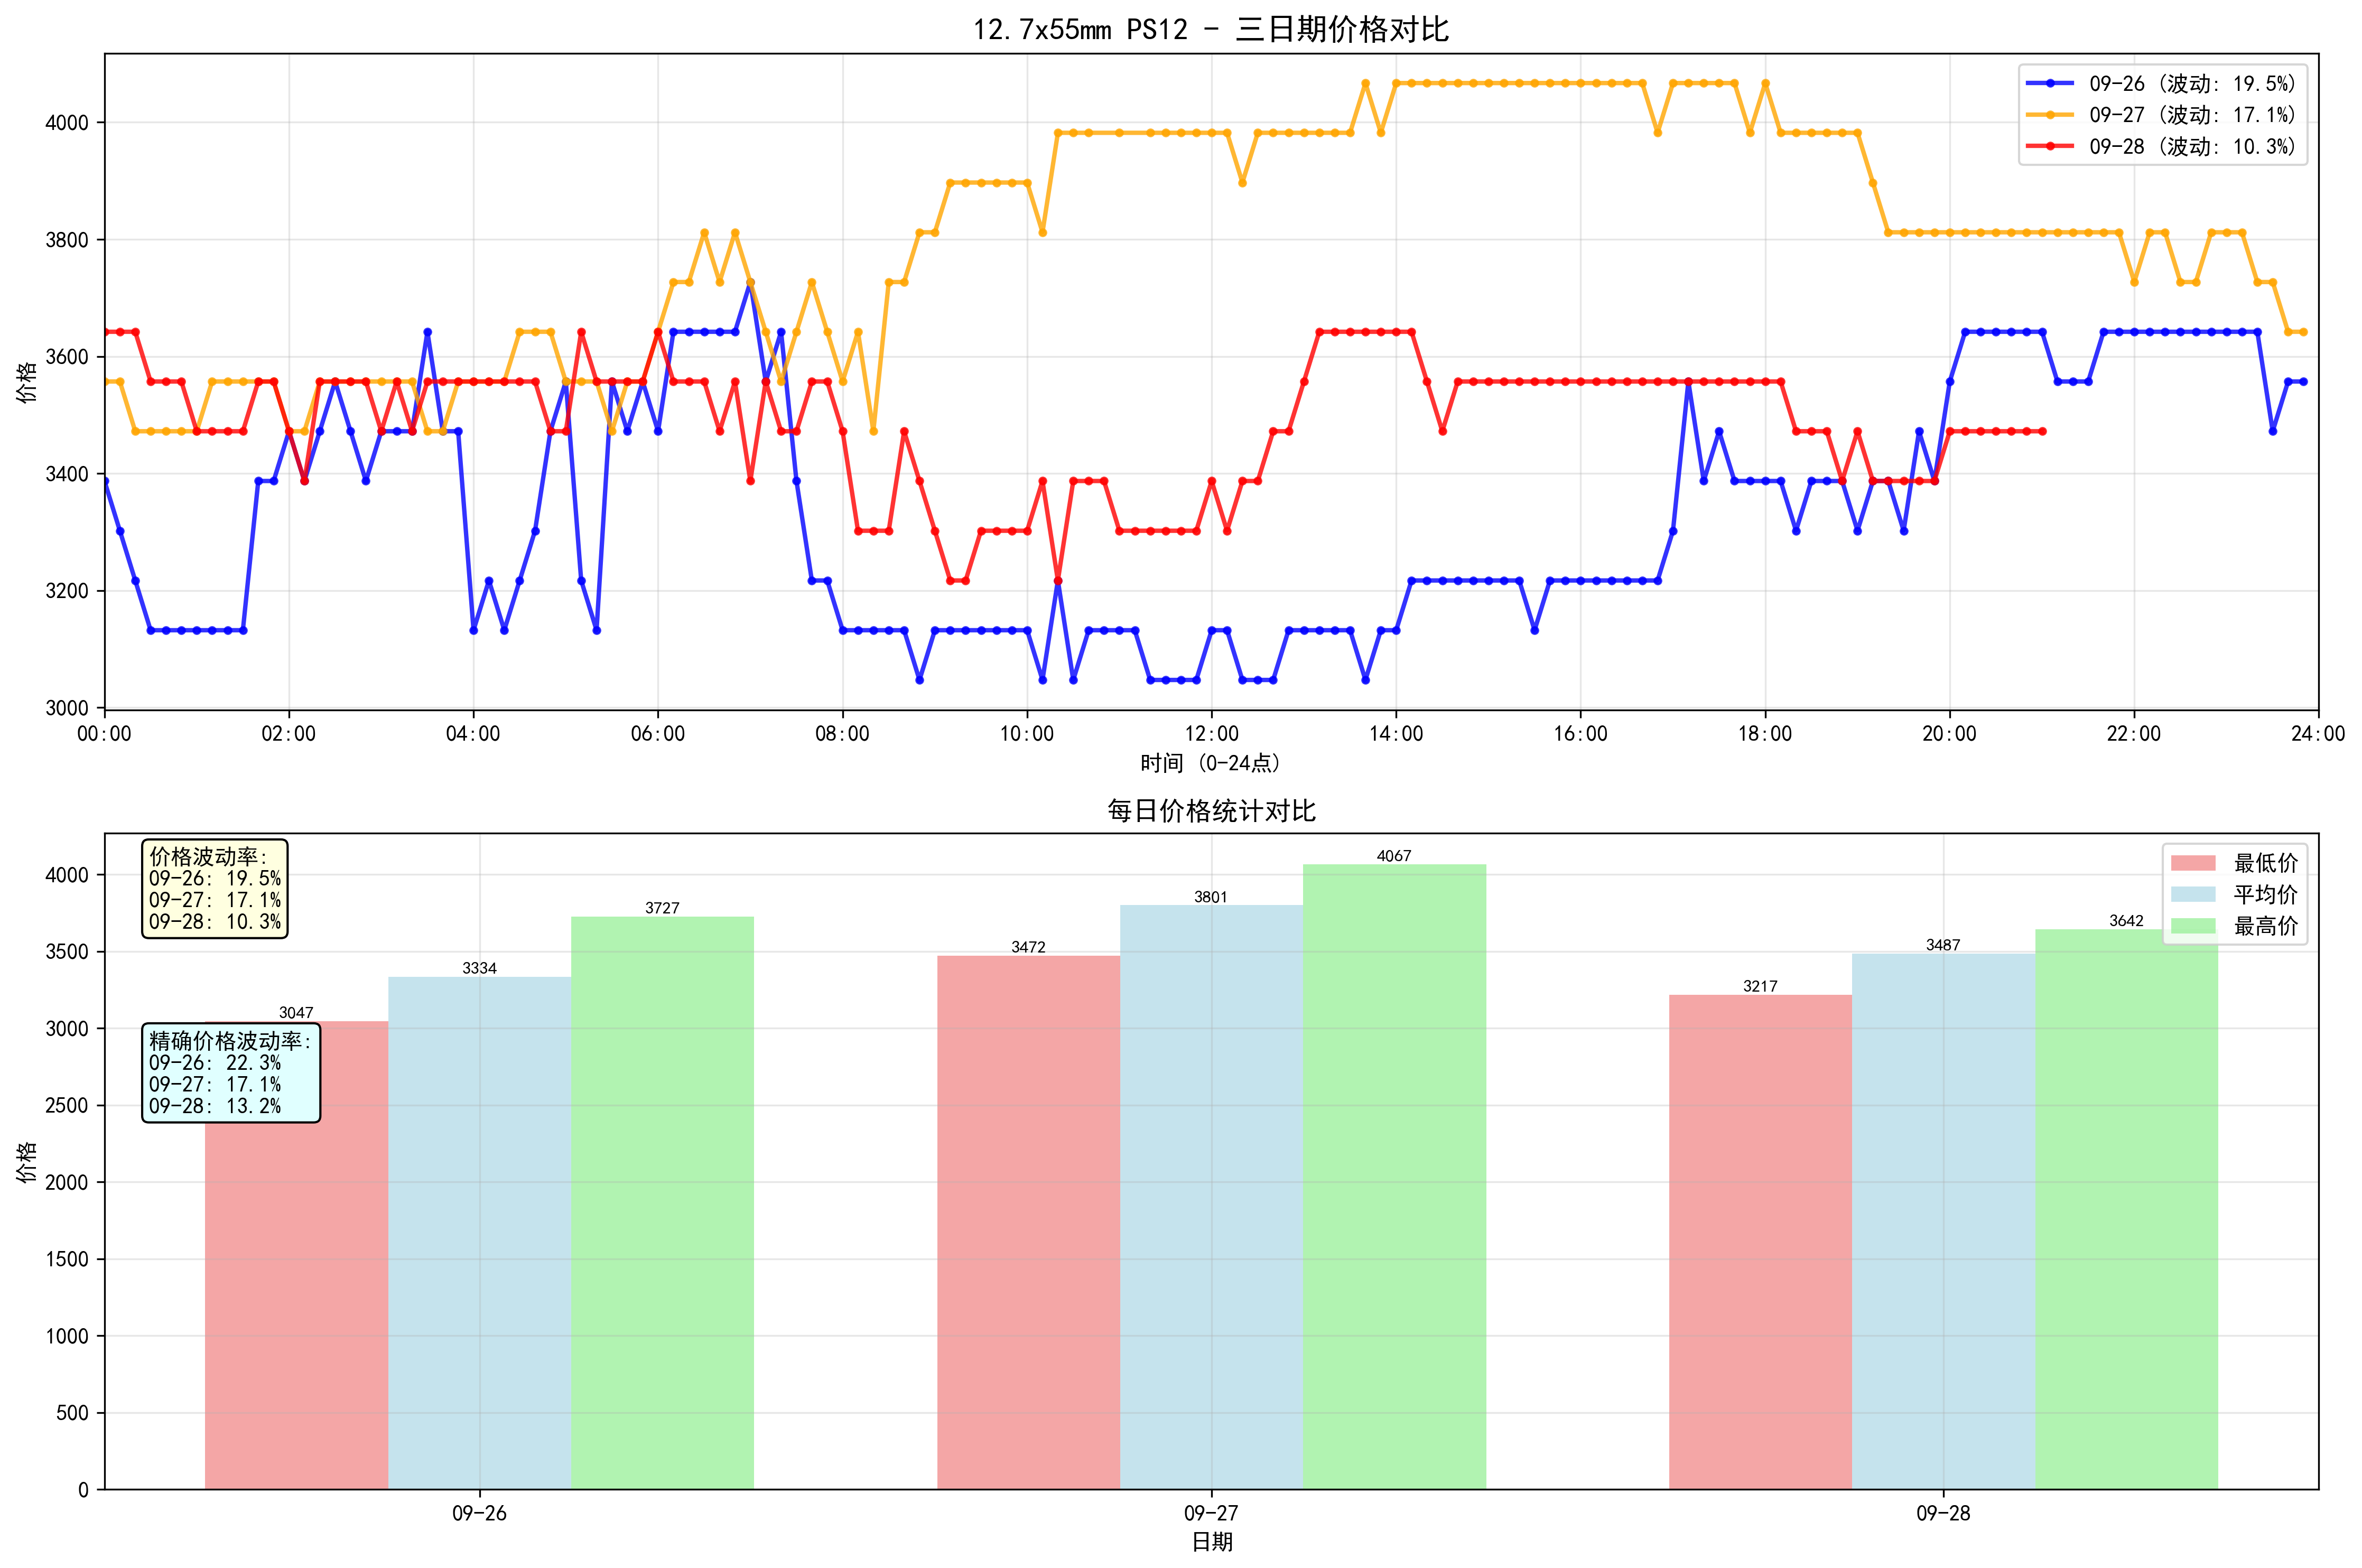 12.7x55mm PS12 - 三日期价格对比
09-26 (波动: 19.5%)
09-27 (波动: 17.1%)
09-28 (波动: 10.3%)
价格
4000
3800
3600
3400
3200
3000
00:00 02:00 04:00 06:00 08:00 10:00 12:00 14:00 16:00 18:00 20:00 22:00 24:00
时间 (0-24点)
每日价格统计对比
价格波动率:
09-26: 19.5%
09-27: 17.1%
09-28: 10.3%
精确价格波动率:
09-26: 22.3%
09-27: 17.1%
09-28: 13.2%
最低价
平均价
最高价
3047 3334 3727
3472 3801 4067
3217 3487 3642
价格
4000
3500
3000
2500
2000
1500
1000
500
0
09-26 09-27 09-28
日期